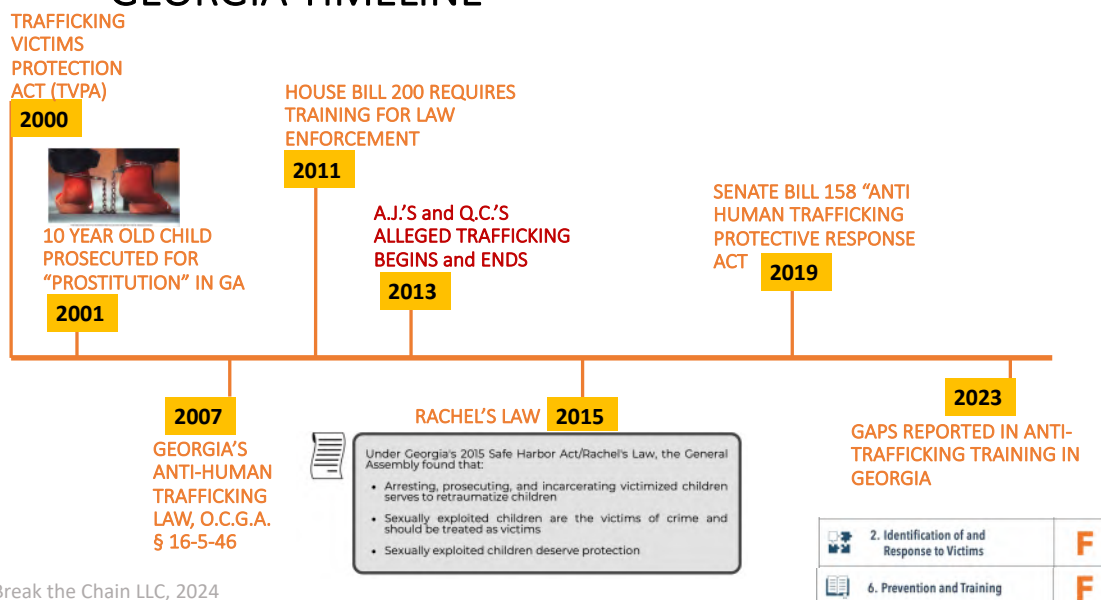 GEORGIA TIMELINE
TRAFFICKING
VICTIMS
PROTECTION
ACT (TVPA)
2000
10 YEAR OLD CHILD
PROSECUTED FOR
“PROSTITUTION” IN GA
2001
2007
GEORGIA’S
ANTI-HUMAN
TRAFFICKING
LAW, O.C.G.A.
§ 16-5-46
HOUSE BILL 200 REQUIRES
TRAINING FOR LAW
ENFORCEMENT
2011
A.J.’S and Q.C.’S
ALLEGED TRAFFICKING
BEGINS and ENDS
2013
RACHEL’S LAW 2015
Under Georgia's 2015 Safe Harbor Act/Rachel's Law, the General
Assembly found that:
• Arresting, prosecuting, and incarcerating victimized children
serves to retraumatize children
• Sexually exploited children are the victims of crime and
should be treated as victims
• Sexually exploited children deserve protection
SENATE BILL 158 “ANTI
HUMAN TRAFFICKING
PROTECTIVE RESPONSE
ACT 2019
2023
GAPS REPORTED IN ANTI-
TRAFFICKING TRAINING IN
GEORGIA
2. Identification of and F
Response to Victims
6. Prevention and Training F
Break the Chain LLC, 2024